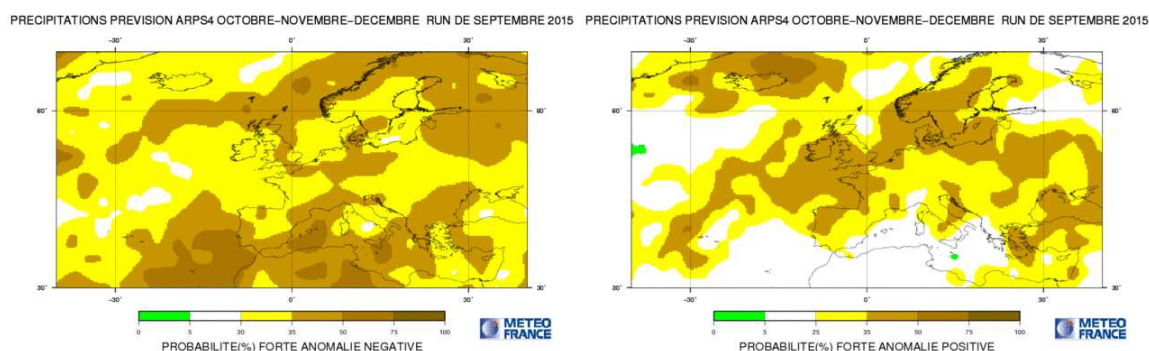 PRECIPITATIONS PREVISION ARPS4 OCTOBRE-NOVEMBRE-DECEMBRE RUN DE SEPTEMBRE 2015
-30° 0° 30°
60° 60°
30° 30°
-30° 0° 30°
0 5 20 35 50 75 100
PROBABILITE(%) FORTE ANOMALIE NEGATIVE
METEO
FRANCE
PRECIPITATIONS PREVISION ARPS4 OCTOBRE-NOVEMBRE-DECEMBRE RUN DE SEPTEMBRE 2015
-30° 0° 30°
60° 60°
30° 30°
-30° 0° 30°
0 5 20 35 50 75 100
PROBABILITE(%) FORTE ANOMALIE POSITIVE
METEO
FRANCE